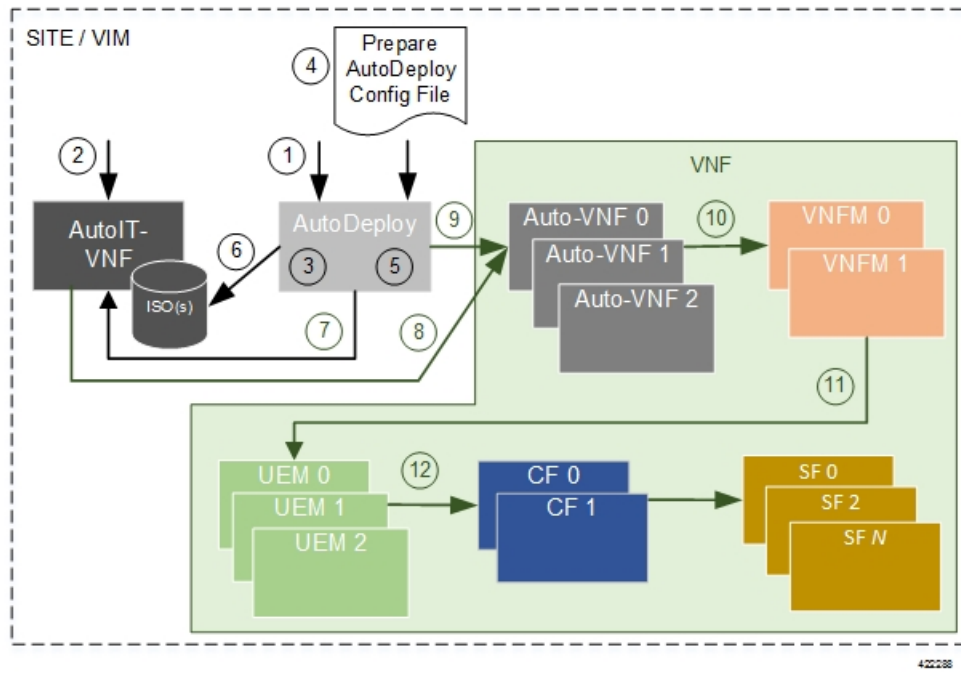 SITE / VIM
Prepare
AutoDeploy
Config File
4
2
1
VNF
AutoIT-
VNF
ISO(s)
6
AutoDeploy
3
5
9
Auto-VNF 0
Auto-VNF 1
Auto-VNF 2
10
VNFM 0
VNFM 1
7
8
11
UEM 0
UEM 1
UEM 2
12
CF 0
CF 1
SF 0
SF 2
SF N
422288